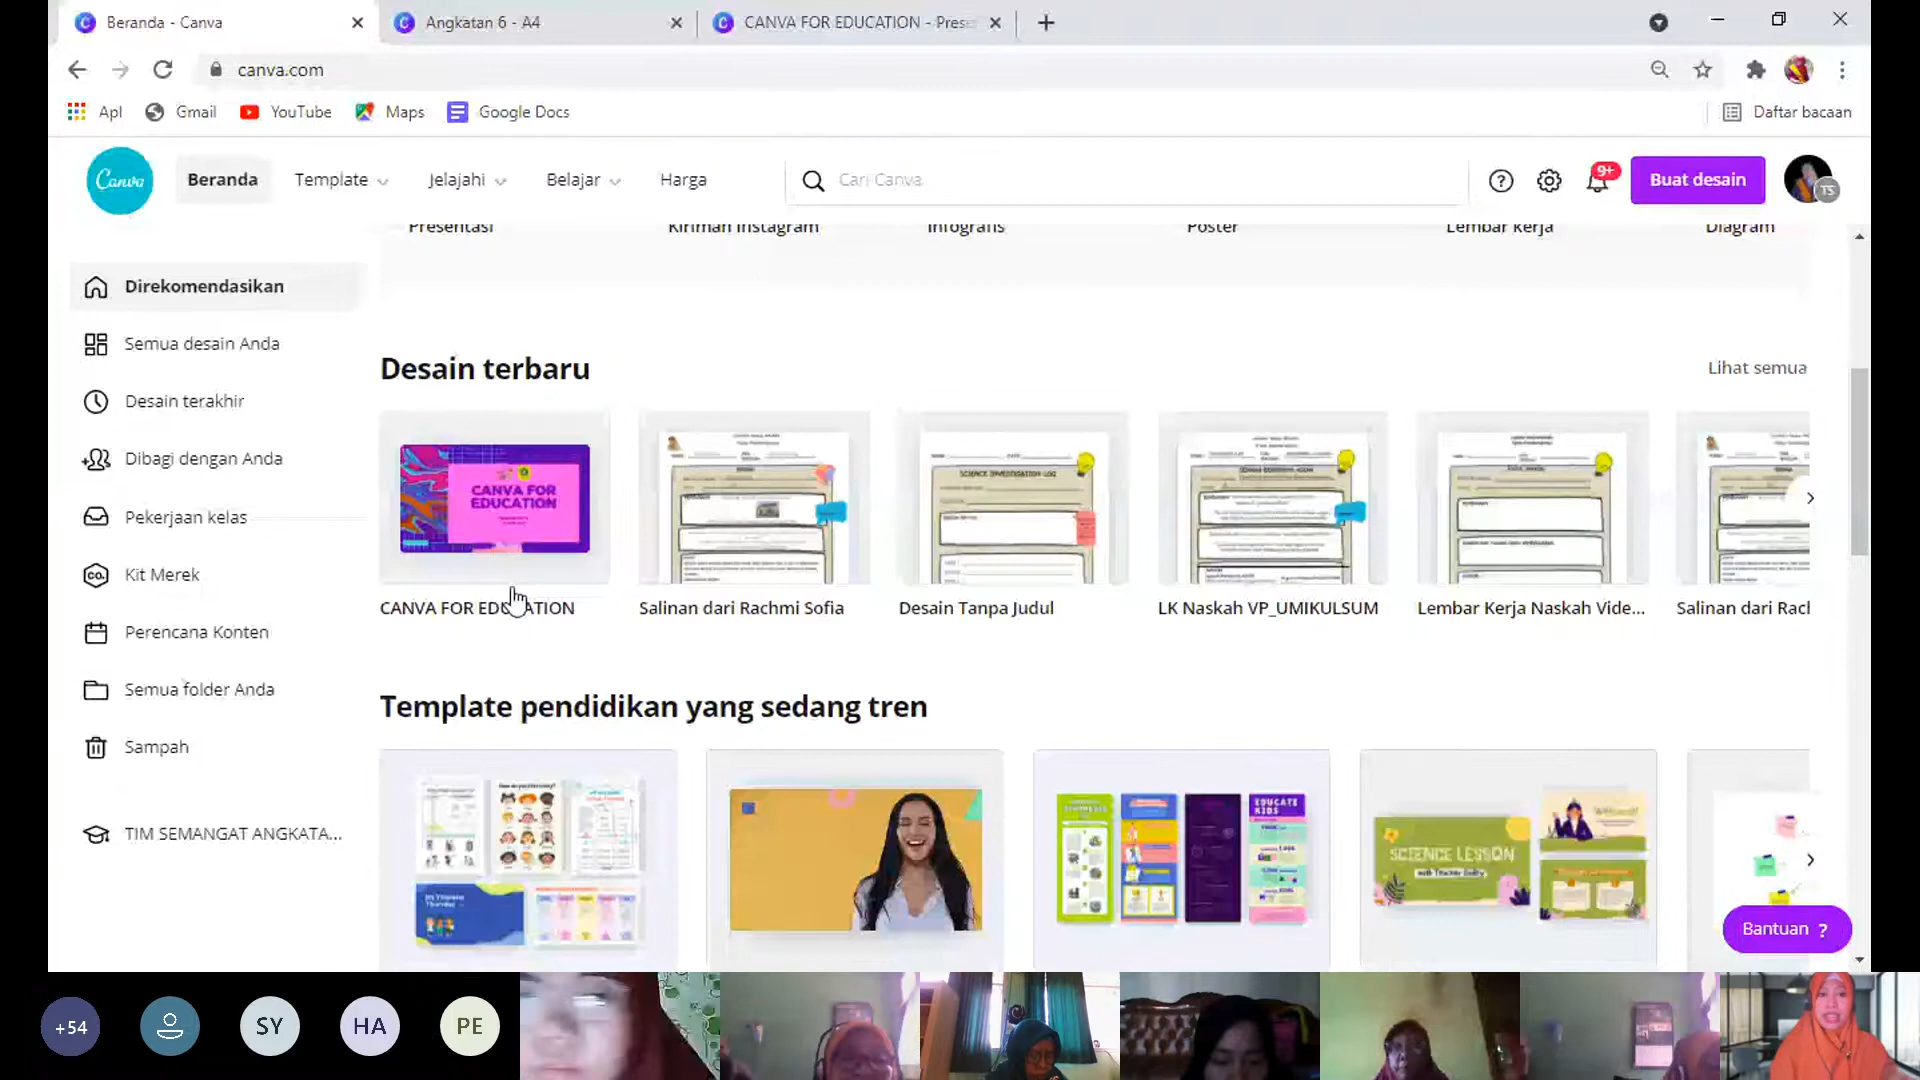 Beranda - Canva
Angkatan 6 - A4
CANVA FOR EDUCATION - Prese
canva.com
Apl
Gmail
YouTube
Maps
Google Docs
Daftar bacaan
Canva
Beranda
Template
Jelajahi
Belajar
Harga
Cari Canva
9+
Buat desain
TS
Presentasi
Kiriman Instagram
Infografis
Poster
Lembar kerja
Diagram
Direkomendasikan
Semua desain Anda
Desain terakhir
Dibagi dengan Anda
Pekerjaan kelas
CO.
Kit Merek
Perencana Konten
Semua folder Anda
Sampah
TIM SEMANGAT ANGKATA...
Desain terbaru
Lihat semua
CANVA FOR
EDUCATION
SCIENCE INVESTIGATION LOG
CANVA FOR EDUCATION
Salinan dari Rachmi Sofia
Desain Tanpa Judul
LK Naskah VP_UMIKULSUM
Lembar Kerja Naskah Vide...
Salinan dari Rach
Template pendidikan yang sedang tren
EDUCATE
KIDS
SCIENCE LESSON
Bantuan ?
+54
SY
HA
PE